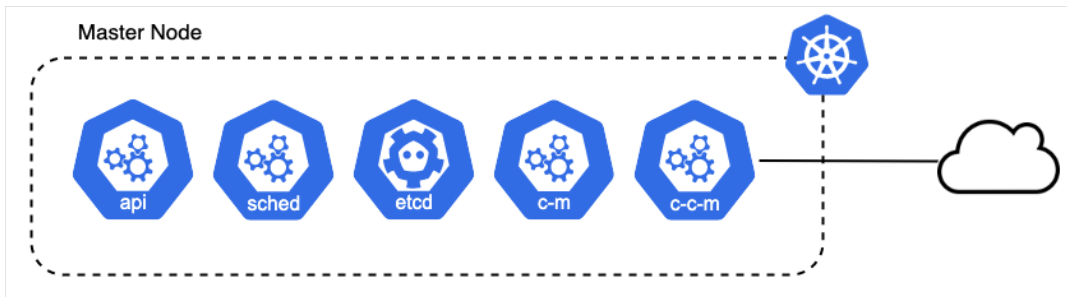 Master Node
api
sched
etcd
c-m
c-c-m